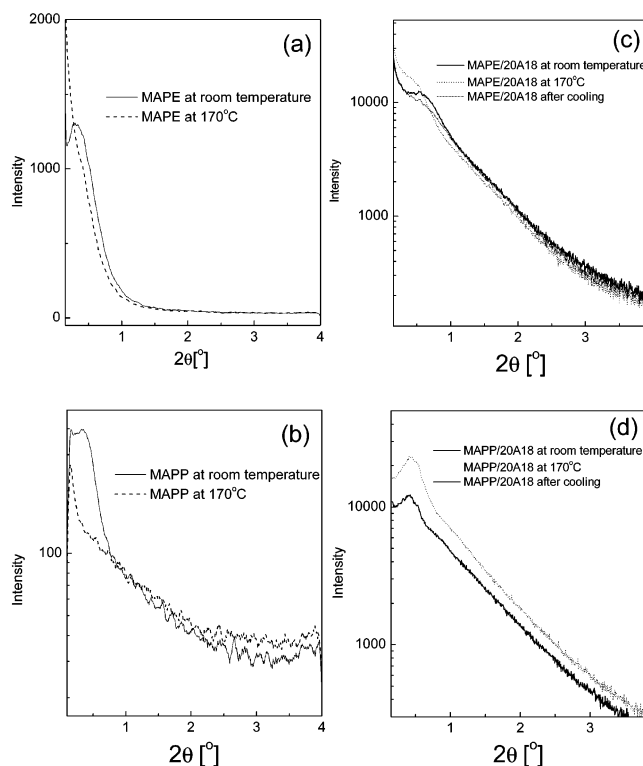 2000
(a)
MAPE at room temperature
MAPE at 170°C
1000
Intensity
0
1 2 3 4
2θ[°]
(c)
MAPE/20A18 at room temperature
MAPE/20A18 at 170°C
MAPE/20A18 after cooling
10000
Intensity
1000
1 2 3
2θ [°]
(b)
MAPP at room temperature
MAPP at 170°C
100
Intensity
1 2 3 4
2θ [°]
(d)
MAPP/20A18 at room temperature
MAPP/20A18 at 170°C
MAPP/20A18 after cooling
10000
Intensity
1000
1 2 3
2θ [°]